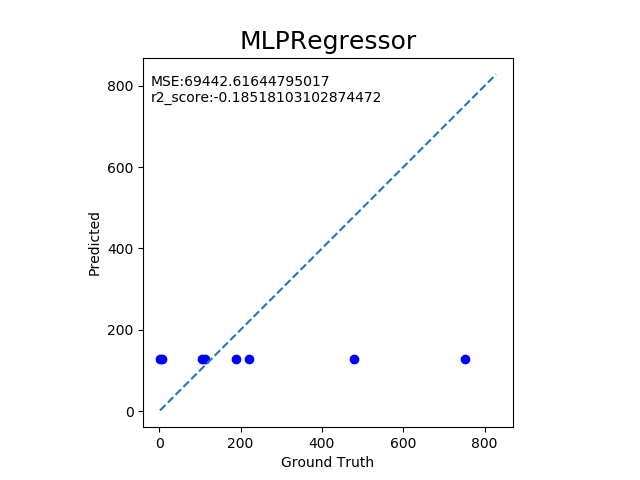 MLPRegressor
MSE:69442.61644795017
r2_score:-0.18518103102874472
800
600
400
200
0
Predicted
0 200 400 600 800
Ground Truth